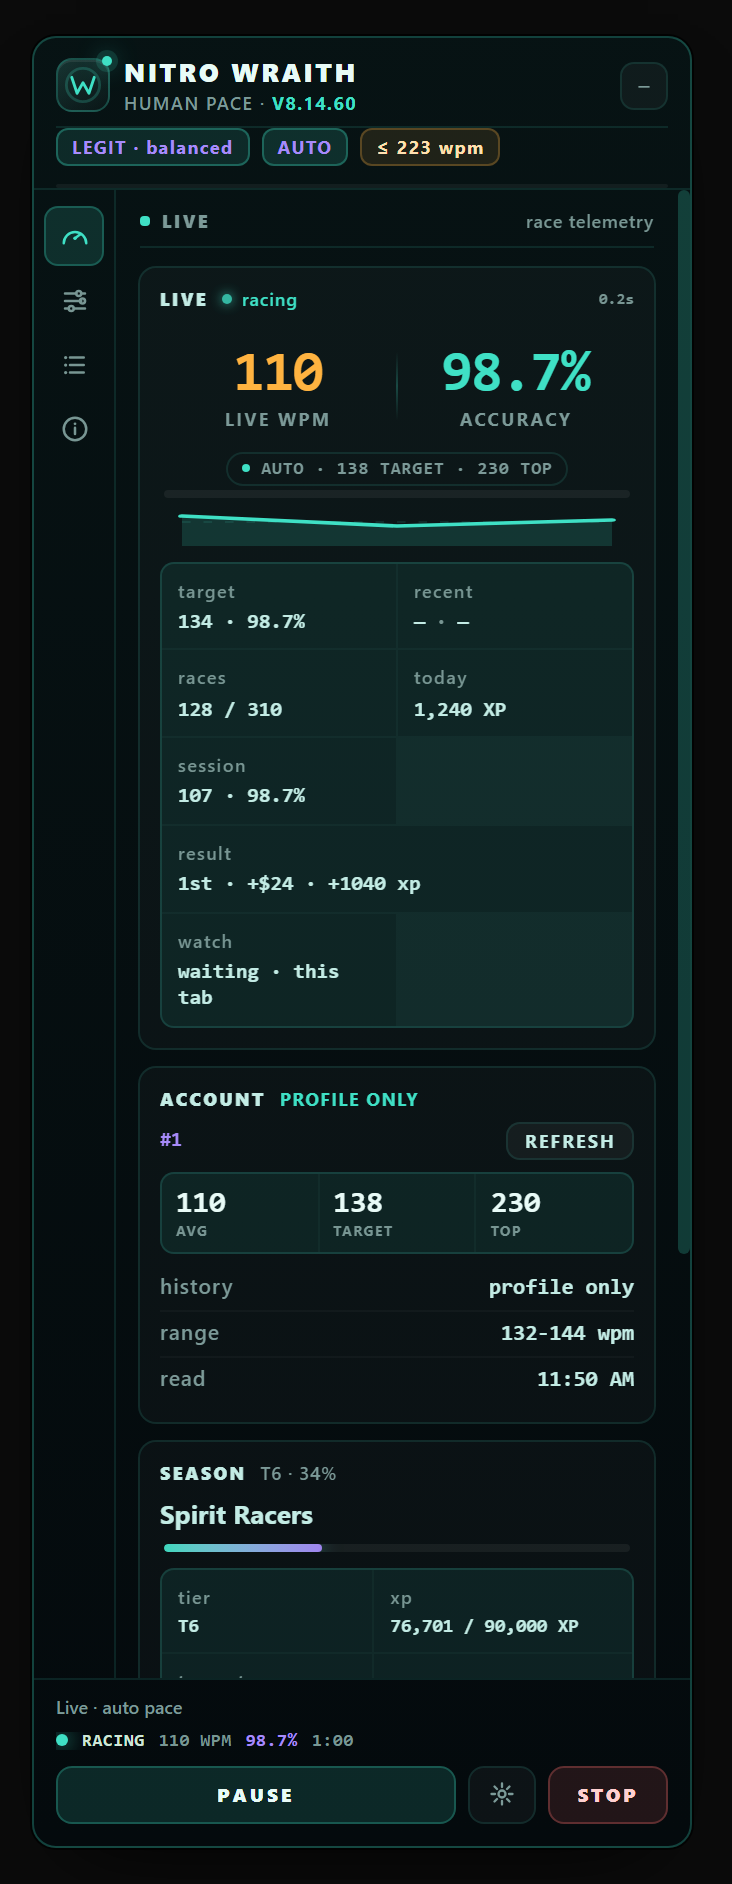 NITRO WRAITH
HUMAN PACE · V8.14.60
–
LEGIT · balanced
AUTO
≤ 223 wpm
LIVE
race telemetry
LIVE racing
0.2s
110
98.7%
LIVE WPM
ACCURACY
AUTO · 138 TARGET · 230 TOP
target
recent
134 · 98.7%
— · —
races
today
128 / 310
1,240 XP
session
107 · 98.7%
result
1st · +$24 · +1040 xp
watch
waiting · this
tab
ACCOUNT PROFILE ONLY
#1
REFRESH
110
138
230
AVG
TARGET
TOP
history
profile only
range
132-144 wpm
read
11:50 AM
SEASON T6 · 34%
Spirit Racers
tier
xp
T6
76,701 / 90,000 XP
Live · auto pace
RACING 110 WPM 98.7% 1:00
PAUSE
STOP